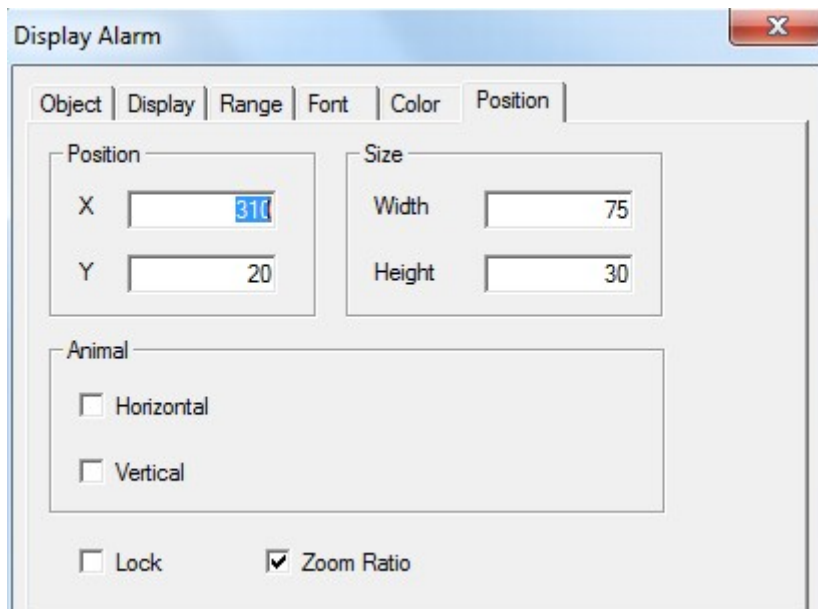 Display Alarm
Object Display Range Font Color Position
Position
X 310
Y 20
Size
Width 75
Height 30
Animal
Horizontal
Vertical
Lock Zoom Ratio